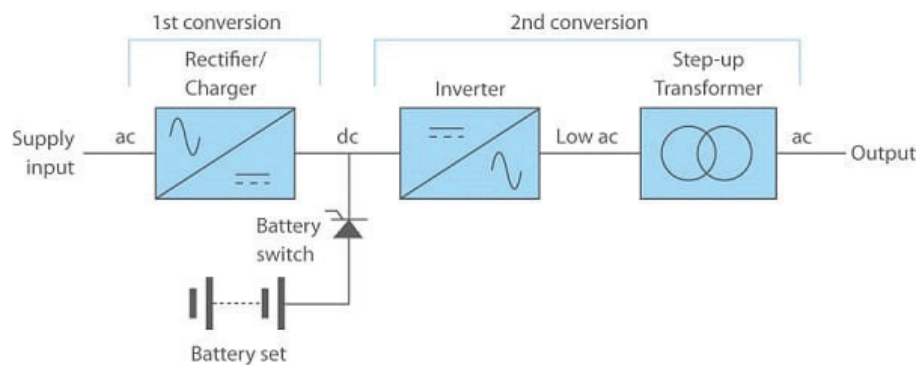 1st conversion
2nd conversion
Rectifier/
Charger
Inverter
Step-up
Transformer
Supply
input
ac
dc
Low ac
ac
Output
Battery
switch
Battery set